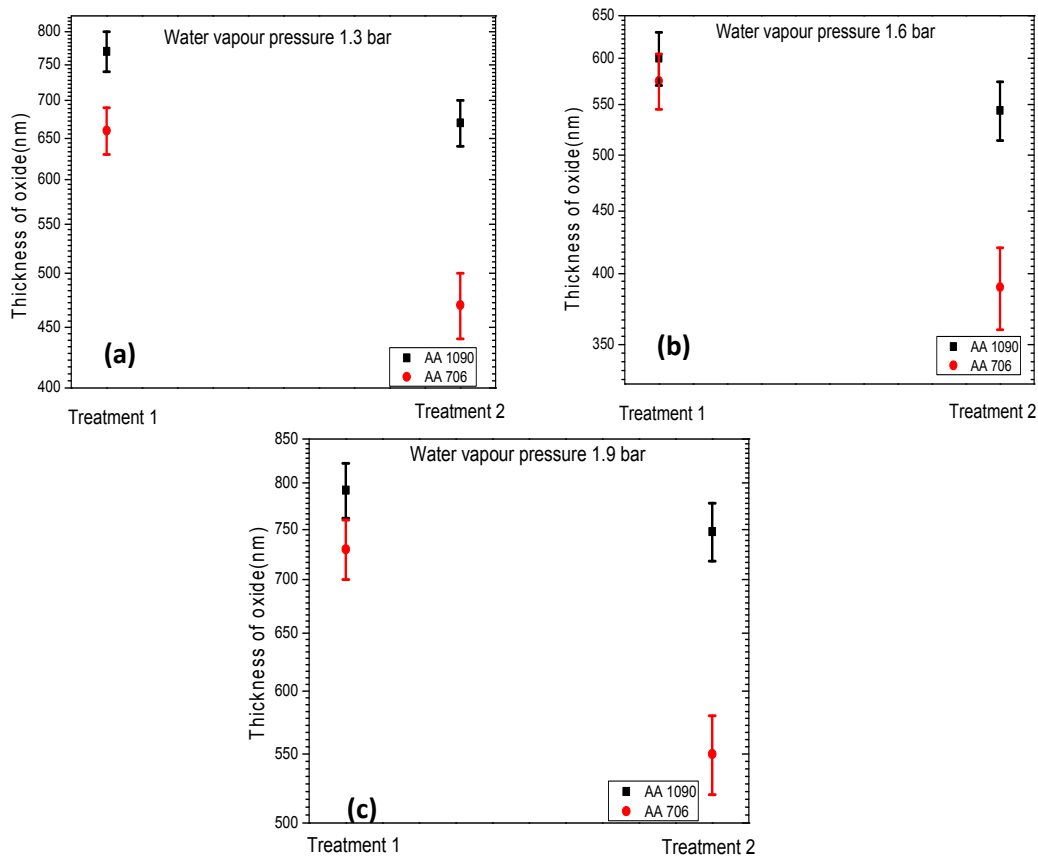 Water vapour pressure 1.3 bar
Thickness of oxide(nm)
800
750
700
650
600
550
500
450
400
(a)
AA 1090
AA 706
Treatment 1
Treatment 2
Water vapour pressure 1.6 bar
Thickness of oxide(nm)
650
600
550
500
450
400
350
(b)
AA 1090
AA 706
Treatment 1
Treatment 2
Water vapour pressure 1.9 bar
Thickness of oxide(nm)
850
800
750
700
650
600
550
500
(c)
AA 1090
AA 706
Treatment 1
Treatment 2